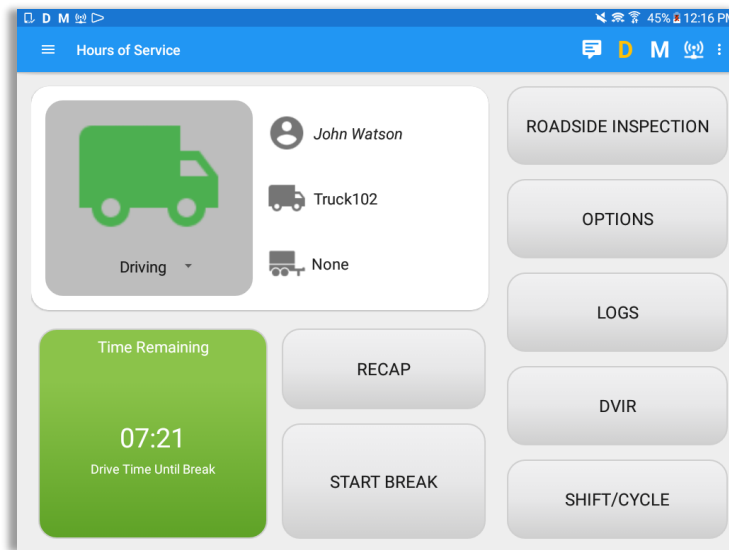 D M 45% 12:16 PM
Hours of Service
D M
John Watson
Truck102
None
Driving
Time Remaining
07:21
Drive Time Until Break
RECAP
START BREAK
ROADSIDE INSPECTION
OPTIONS
LOGS
DVIR
SHIFT/CYCLE